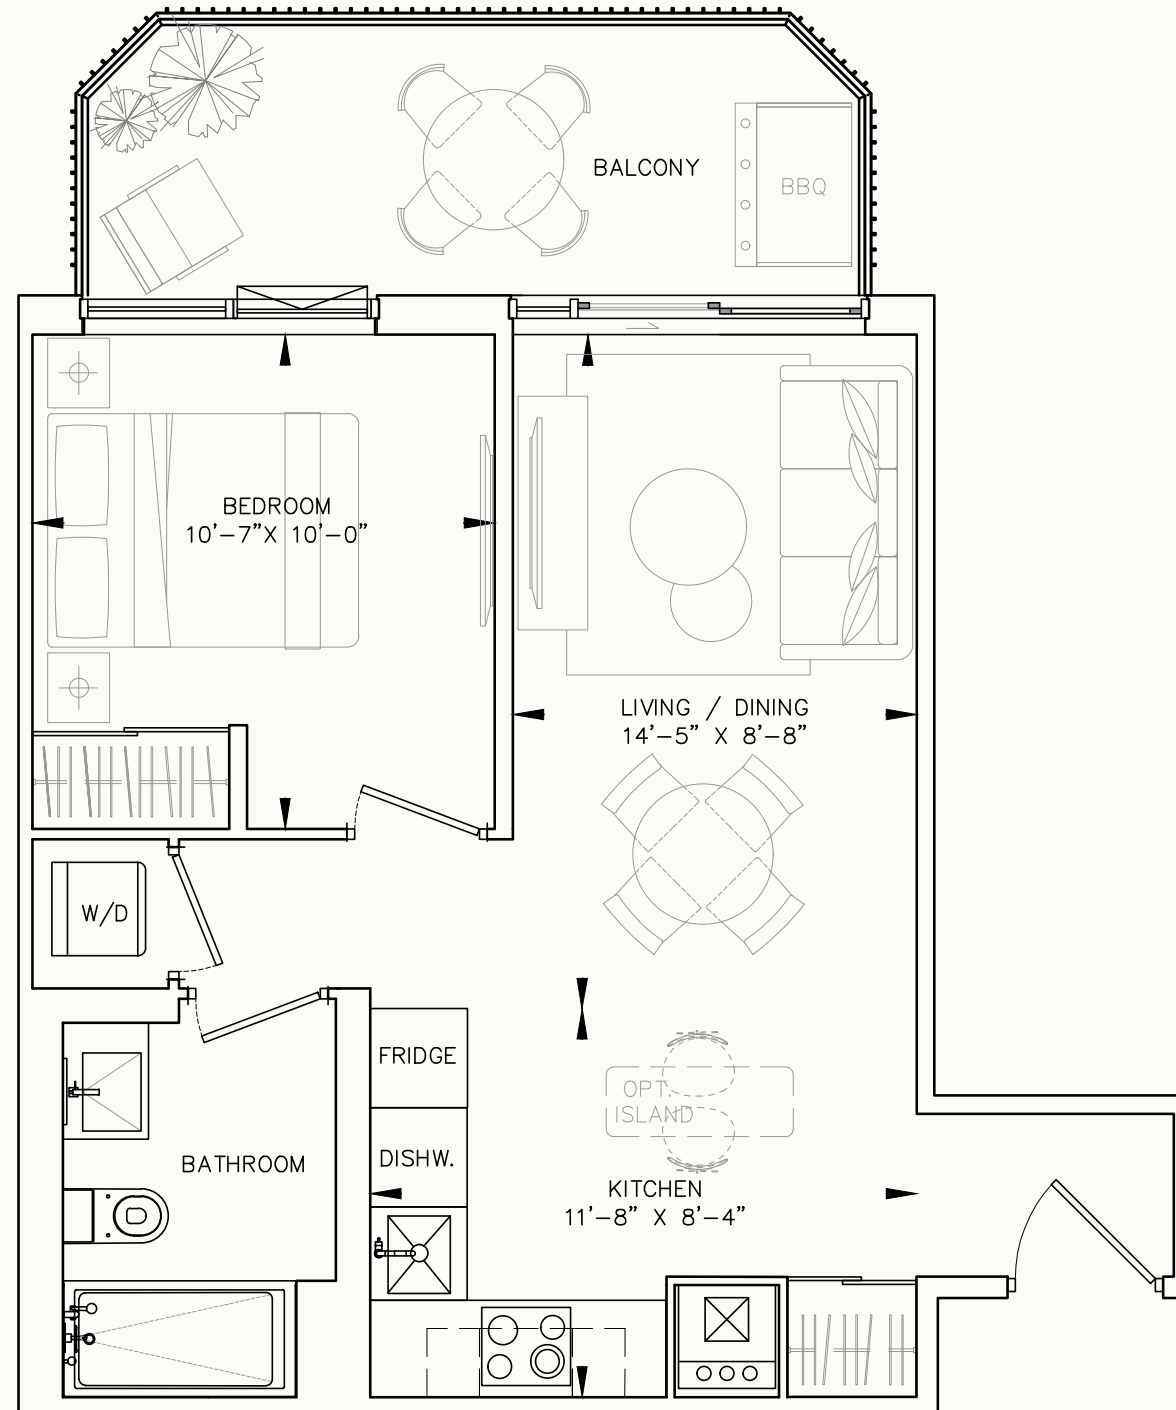 BALCONY
BBQ
BEDROOM
10'-7"X 10'-0"
LIVING / DINING
14'-5" X 8'-8"
W/D
FRIDGE
OPT.
ISLAND
DISHW.
BATHROOM
KITCHEN
11'-8" X 8'-4"